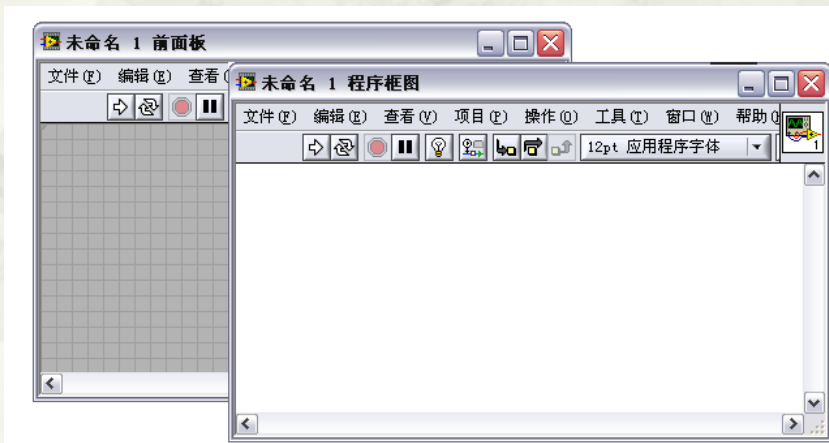 未命名 1 前面板
文件(F) 编辑(E) 查看(
未命名 1 程序框图
文件(F) 编辑(E) 查看(V) 项目(P) 操作(O) 工具(T) 窗口(W) 帮助(
12pt 应用程序字体
1